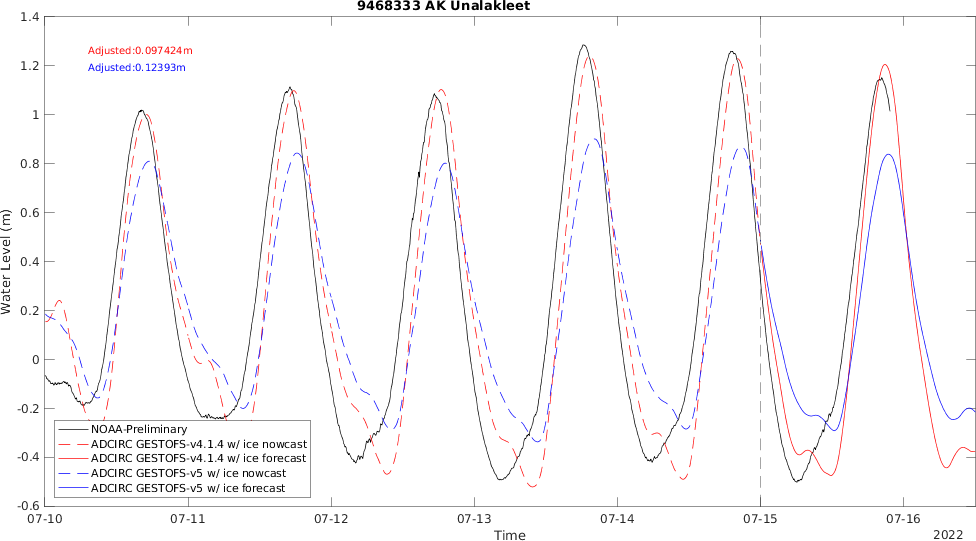 9468333 AK Unalakleet
Adjusted:0.097424m
Adjusted:0.12393m
1.4
1.2
1
0.8
0.6
0.4
0.2
0
-0.2
-0.4
-0.6
Water Level (m)
NOAA-Preliminary
ADCIRC GESTOFS-v4.1.4 w/ ice nowcast
ADCIRC GESTOFS-v4.1.4 w/ ice forecast
ADCIRC GESTOFS-v5 w/ ice nowcast
ADCIRC GESTOFS-v5 w/ ice forecast
07-10 07-11 07-12 07-13 07-14 07-15 07-16
Time
2022